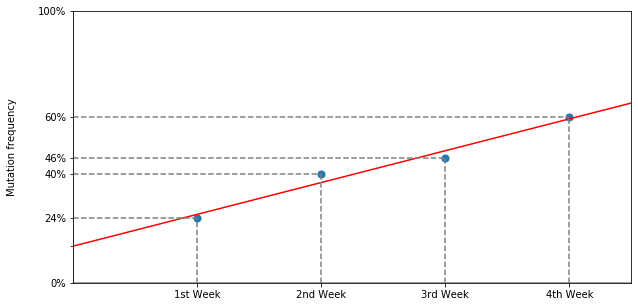 100%
60%
46%
40%
24%
0%
Mutation frequency
1st Week
2nd Week
3rd Week
4th Week